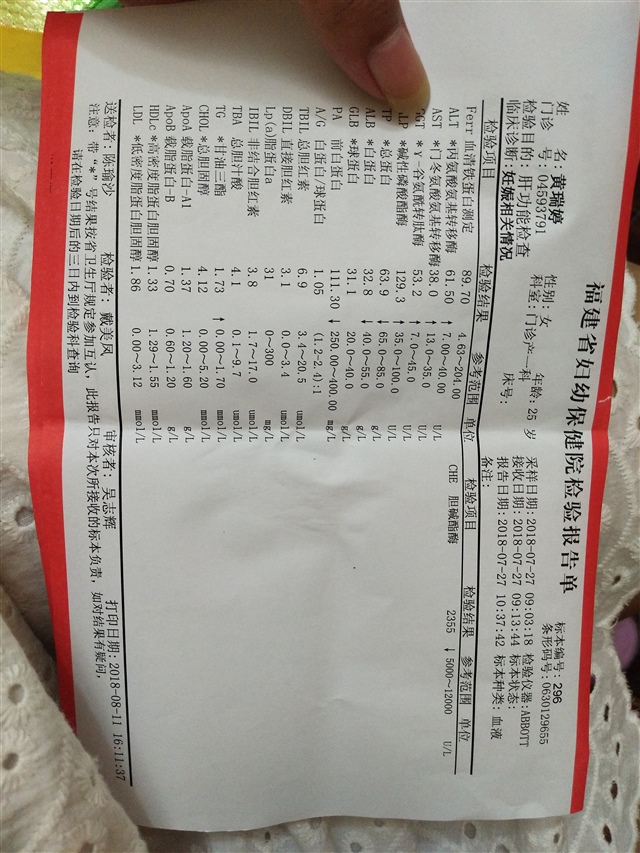 福建省妇幼保健院检验报告单
标本编号: 296
条形码号:0630129655
姓 名:黄瑞婷 性别:女 年龄:25 岁 采样日期:2018-07-27 09:03:18 检验仪器:ABBOTT
门诊 号:04593791 科室:门诊产一科 床号: 接收日期:2018-07-27 09:13:44 标本状态:
检验目的:肝功能检查 报告日期:2018-07-27 10:37:42 标本种类:血液
临床诊断:妊娠相关情况 备注:
检验项目 检验结果 参考范围 单位 检验项目 检验结果 参考范围 单位
Ferr 血清铁蛋白测定 89.70 4.63-204.00 CHE 胆碱酯酶 2355 ↓ 5000~12000 U/L
ALT *丙氨酸氨基转移酶 61.50 ↑ 7.00~40.00 U/L
AST *门冬氨酸氨基转移酶 38.0 ↑ 13.0~35.0 U/L
GGT *γ-谷氨酰转肽酶 53.2 ↑ 7.0~45.0 U/L
ALP *碱性磷酸酯酶 129.3 ↑ 35.0~100.0 U/L
TP *总蛋白 63.9 ↓ 65.0~85.0 g/L
ALB *白蛋白 32.8 ↓ 40.0~55.0 g/L
GLB *球蛋白 31.1 20.0~40.0 g/L
PA 前白蛋白 111.30 ↓ 250.00~400.00 mg/L
A/G 白蛋白/球蛋白 1.05 (1.2~2.4):1
TBIL 总胆红素 6.9 3.4~20.5 umol/L
DBIL 直接胆红素 3.1 0.0~3.4 umol/L
Lp(a)脂蛋白a 31 0~300 mg/L
IBIL 非结合胆红素 3.8 1.7~17.0 umol/L
TBA 总胆汁酸 4.1 0.1~9.7 umol/L
TG *甘油三酯 1.73 ↑ 0.00~1.70 mmol/L
CHOL *总胆固醇 4.12 0.00~5.20 mmol/L
ApoA 载脂蛋白-A1 1.37 1.20~1.60 g/L
ApoB 载脂蛋白-B 0.70 0.60~1.20 g/L
HDLc *高密度脂蛋白胆固醇 1.33 1.29~1.55 mmol/L
LDL *低密度脂蛋白胆固醇 1.86 0.00~3.12 mmol/L
送检者:陈瑜沙 检验者:戴美凤 审核者:吴志辉 打印日期:2018-08-11 16:11:37
注意: 带“*”号结果按省卫生厅规定参加互认,此报告只对本次所接收的标本负责,如对结果有疑问,
请在检验日期后的三日内到检验科查询